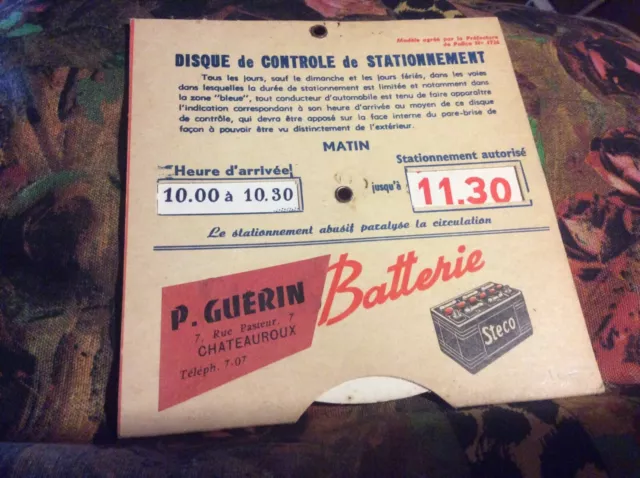 Modèle agréé par la Préfecture
de Police Nº
DISQUE de CONTROLE de STATIONNEMENT
Tous les jours, sauf le dimanche et les jours fériés, dans les voies
dans lesquelles la durée de stationnement est limitée et notamment dans
la zone "bleue", tout conducteur d'automobile est tenu de faire apparaître
l'indication correspondant à son heure d'arrivée au moyen de ce disque
de contrôle, qui devra être apposé sur la face interne du pare-brise de
façon à pouvoir être vu distinctement de l'extérieur.
MATIN
Heure d'arrivée
Stationnement autorisé
10.00 à 10.30
jusqu'à
11.30
Le stationnement abusif paralyse la circulation
Batterie
P. GUÉRIN
7, Rue Pasteur, 7
CHATEAUROUX
Téléph. 7-07
Steco